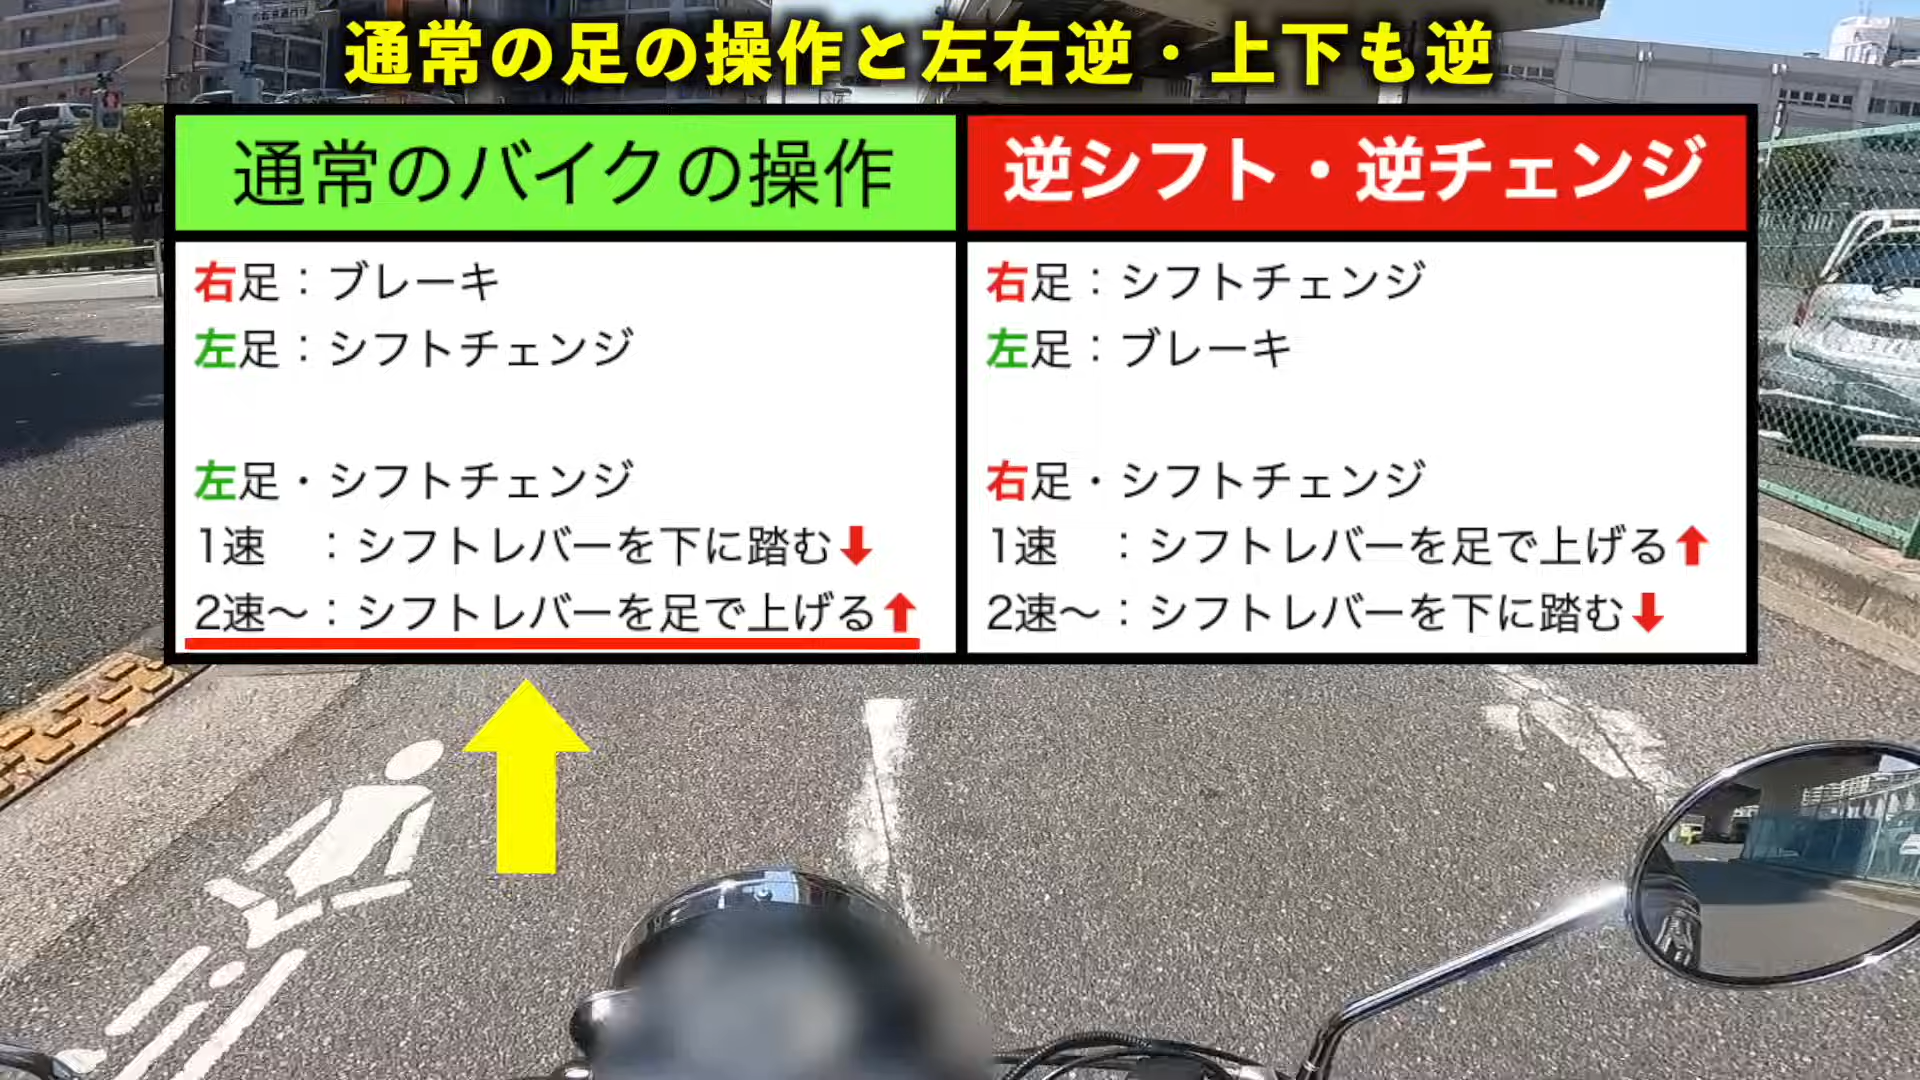 通常の足の操作と左右逆・上下も逆
通常のバイクの操作
右足：ブレーキ
左足：シフトチェンジ
左足・シフトチェンジ
1速　：シフトレバーを下に踏む⬇
2速〜：シフトレバーを足で上げる⬆
逆シフト・逆チェンジ
右足：シフトチェンジ
左足：ブレーキ
右足・シフトチェンジ
1速　：シフトレバーを足で上げる⬆
2速〜：シフトレバーを下に踏む⬇